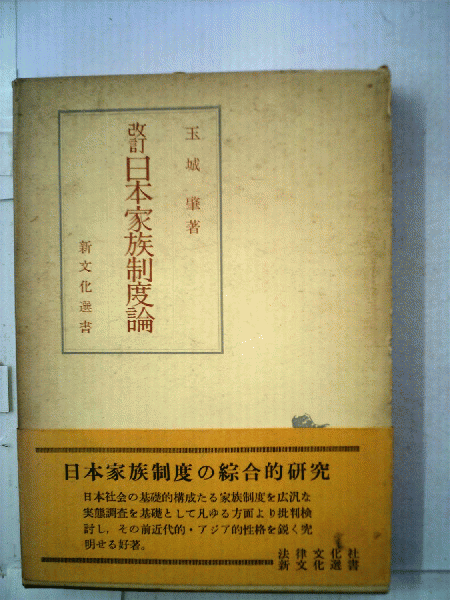 玉城肇著
改訂日本家族制度論
新文化選書
日本家族制度の綜合的研究
日本社会の基礎的構成たる家族制度を広汎な
実態調査を基礎として凡ゆる方面より批判検
討し、その前近代的・アジア的性格を鋭く究
明せる好著。
法律文化社
新文化選書